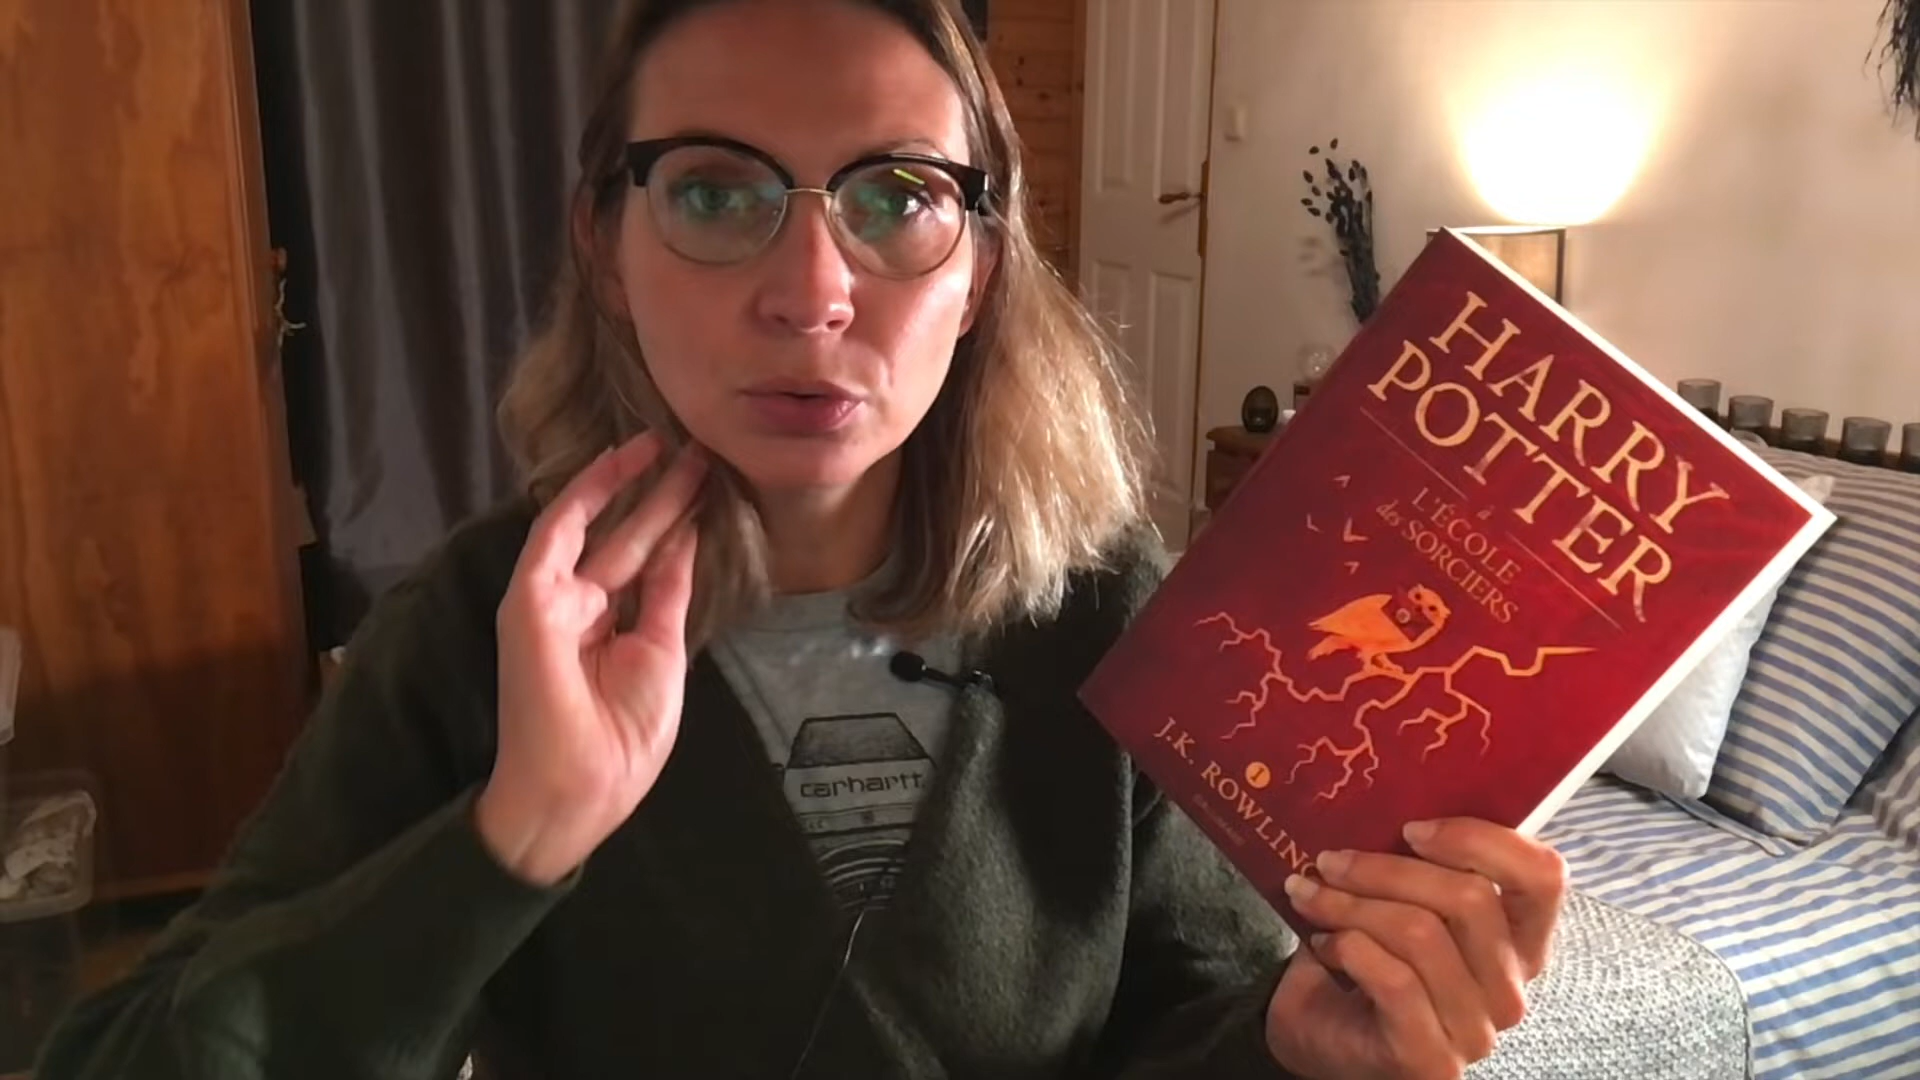 HARRY
POTTER
à
L'ÉCOLE
des SORCIERS
1
J.K. ROWLING
carhartt